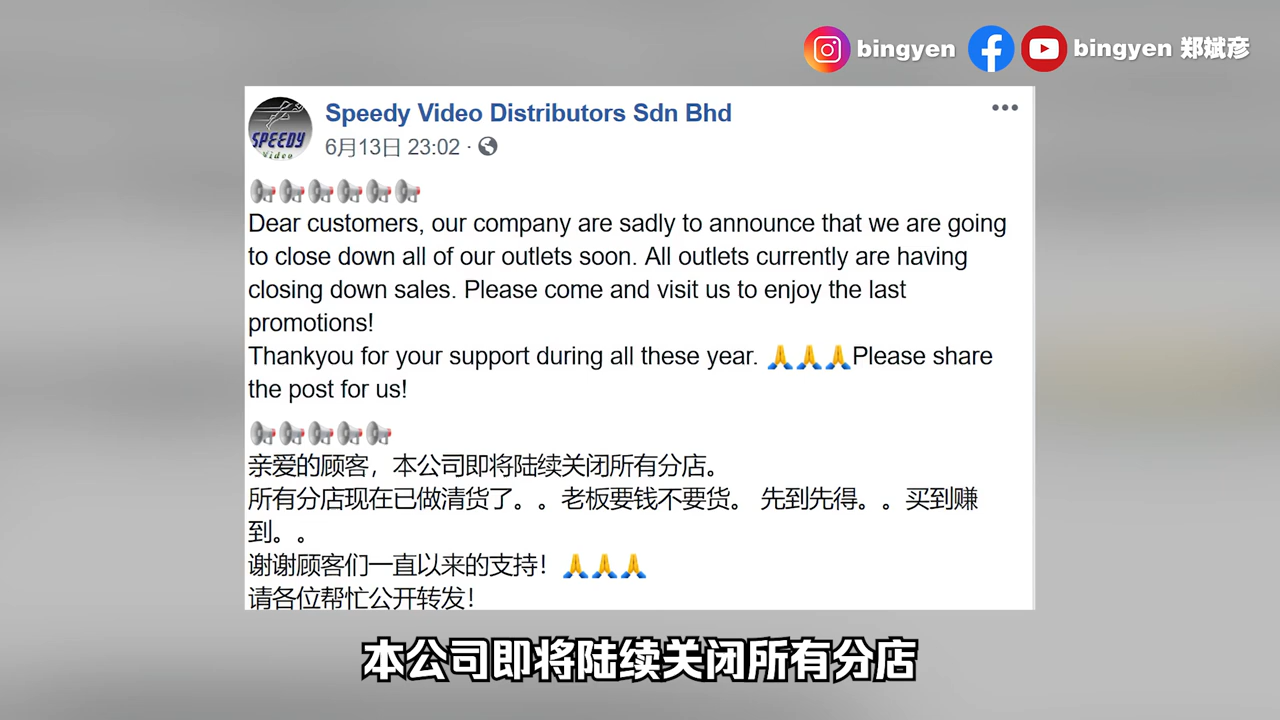 bingyen bingyen 郑斌彦
Speedy Video Distributors Sdn Bhd
SPEEDY
Video
6月13日 23:02 ·
Dear customers, our company are sadly to announce that we are going
to close down all of our outlets soon. All outlets currently are having
closing down sales. Please come and visit us to enjoy the last
promotions!
Thankyou for your support during all these year. 🙏🙏🙏Please share
the post for us!
亲爱的顾客，本公司即将陆续关闭所有分店。
所有分店现在已做清货了。。老板要钱不要货。 先到先得。。买到赚
到。。
谢谢顾客们一直以来的支持！🙏🙏🙏
请各位帮忙公开转发！
本公司即将陆续关闭所有分店